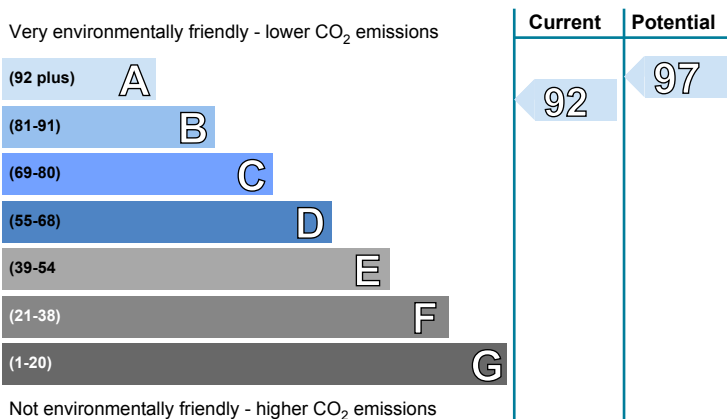 Current Potential
Very environmentally friendly - lower CO2 emissions
(92 plus) A 97
(81-91) B 92
(69-80) C
(55-68) D
(39-54 E
(21-38) F
(1-20) G
Not environmentally friendly - higher CO2 emissions